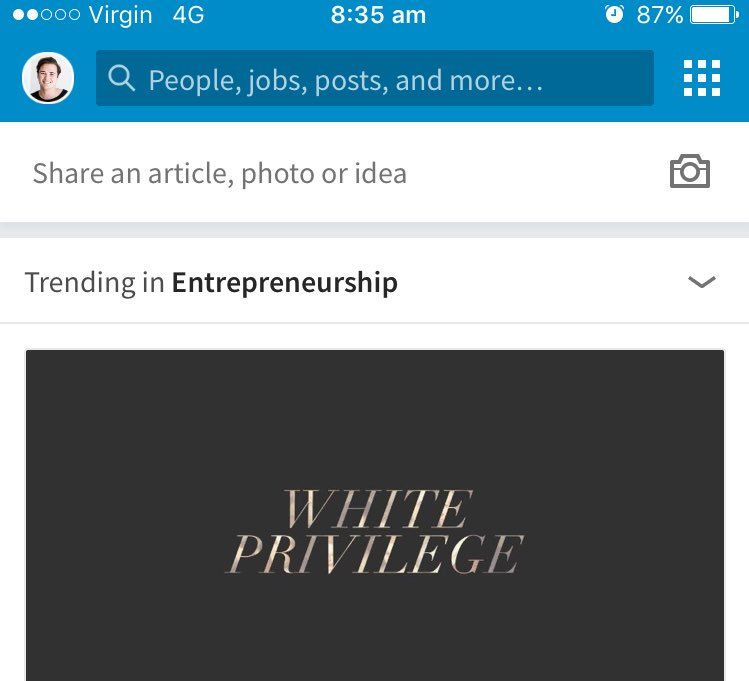 Virgin 4G 8:35 am 87%
People, jobs, posts, and more...
Share an article, photo or idea
Trending in Entrepreneurship
WHITE
PRIVILEGE